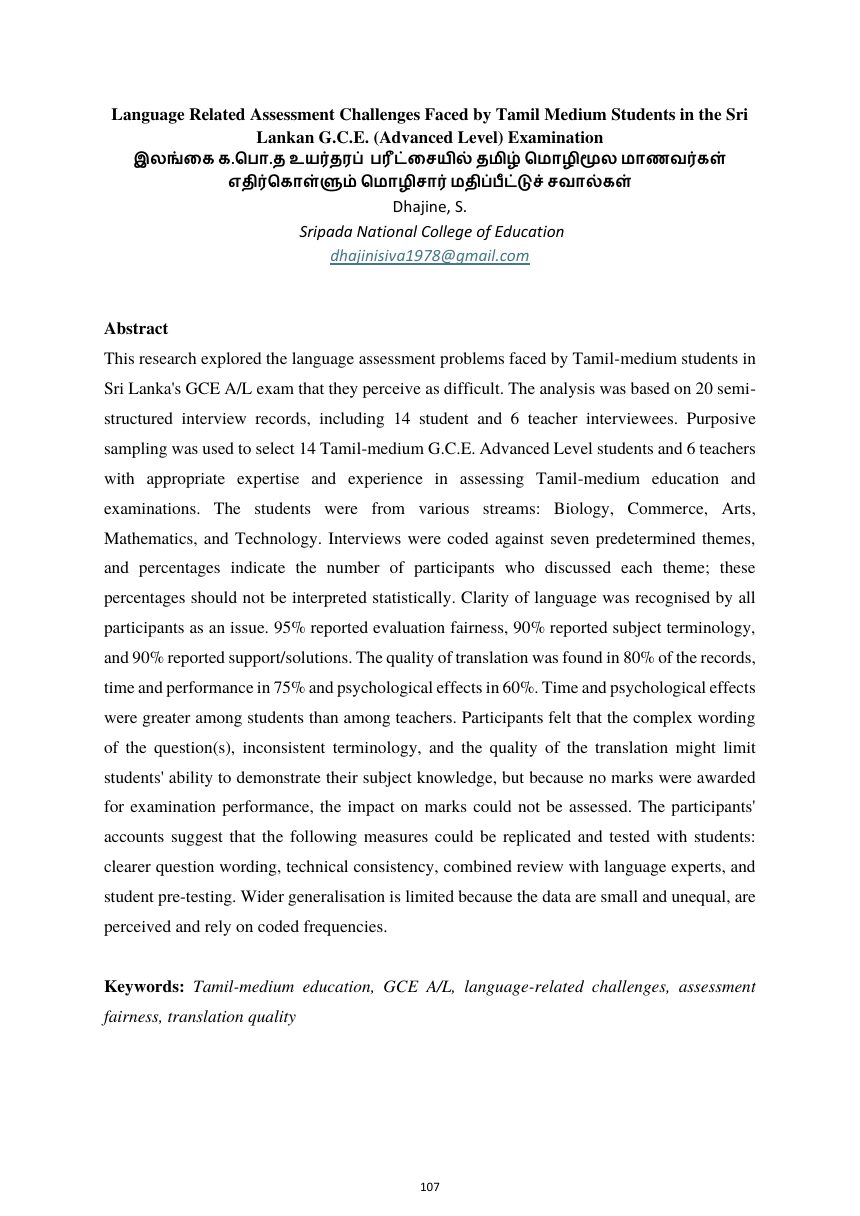 Language Related Assessment Challenges Faced by Tamil Medium Students in the Sri
Lankan G.C.E. (Advanced Level) Examination
இலங்கை க.பொ.த உயர்தரப் பரீட்சையில் தமிழ் மொழிமூல மாணவர்கள்
எதிர்கொள்ளும் மொழிசார் மதிப்பீட்டுச் சவால்கள்
Dhajine, S.
Sripada National College of Education
dhajinisiva1978@gmail.com
Abstract
This research explored the language assessment problems faced by Tamil-medium students in
Sri Lanka's GCE A/L exam that they perceive as difficult. The analysis was based on 20 semi-
structured interview records, including 14 student and 6 teacher interviewees. Purposive
sampling was used to select 14 Tamil-medium G.C.E. Advanced Level students and 6 teachers
with appropriate expertise and experience in assessing Tamil-medium education and
examinations. The students were from various streams: Biology, Commerce, Arts,
Mathematics, and Technology. Interviews were coded against seven predetermined themes,
and percentages indicate the number of participants who discussed each theme; these
percentages should not be interpreted statistically. Clarity of language was recognised by all
participants as an issue. 95% reported evaluation fairness, 90% reported subject terminology,
and 90% reported support/solutions. The quality of translation was found in 80% of the records,
time and performance in 75% and psychological effects in 60%. Time and psychological effects
were greater among students than among teachers. Participants felt that the complex wording
of the question(s), inconsistent terminology, and the quality of the translation might limit
students' ability to demonstrate their subject knowledge, but because no marks were awarded
for examination performance, the impact on marks could not be assessed. The participants'
accounts suggest that the following measures could be replicated and tested with students:
clearer question wording, technical consistency, combined review with language experts, and
student pre-testing. Wider generalisation is limited because the data are small and unequal, are
perceived and rely on coded frequencies.
Keywords: Tamil-medium education, GCE A/L, language-related challenges, assessment
fairness, translation quality
107